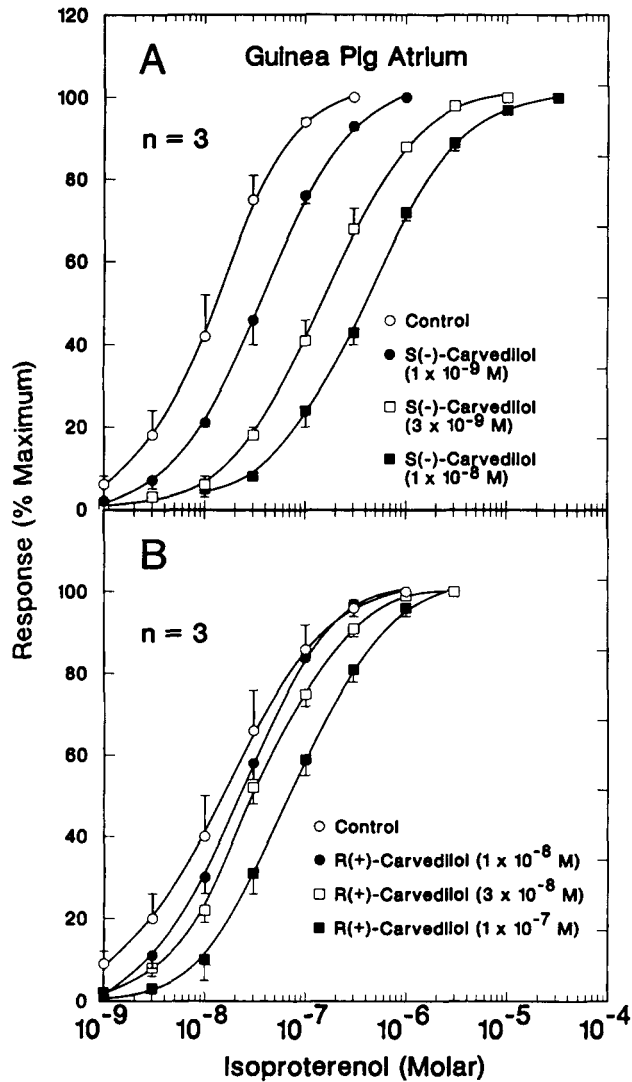 120
A
Guinea Pig Atrium
100
n = 3
80
60
40
20
0
Control
S(-)-Carvedilol
(1 x 10⁻⁹ M)
S(-)-Carvedilol
(3 x 10⁻⁹ M)
S(-)-Carvedilol
(1 x 10⁻⁸ M)
Response (% Maximum)
B
100
n = 3
80
60
40
20
0
Control
R(+)-Carvedilol (1 x 10⁻⁸ M)
R(+)-Carvedilol (3 x 10⁻⁸ M)
R(+)-Carvedilol (1 x 10⁻⁷ M)
10⁻⁹ 10⁻⁸ 10⁻⁷ 10⁻⁶ 10⁻⁵ 10⁻⁴
Isoproterenol (Molar)